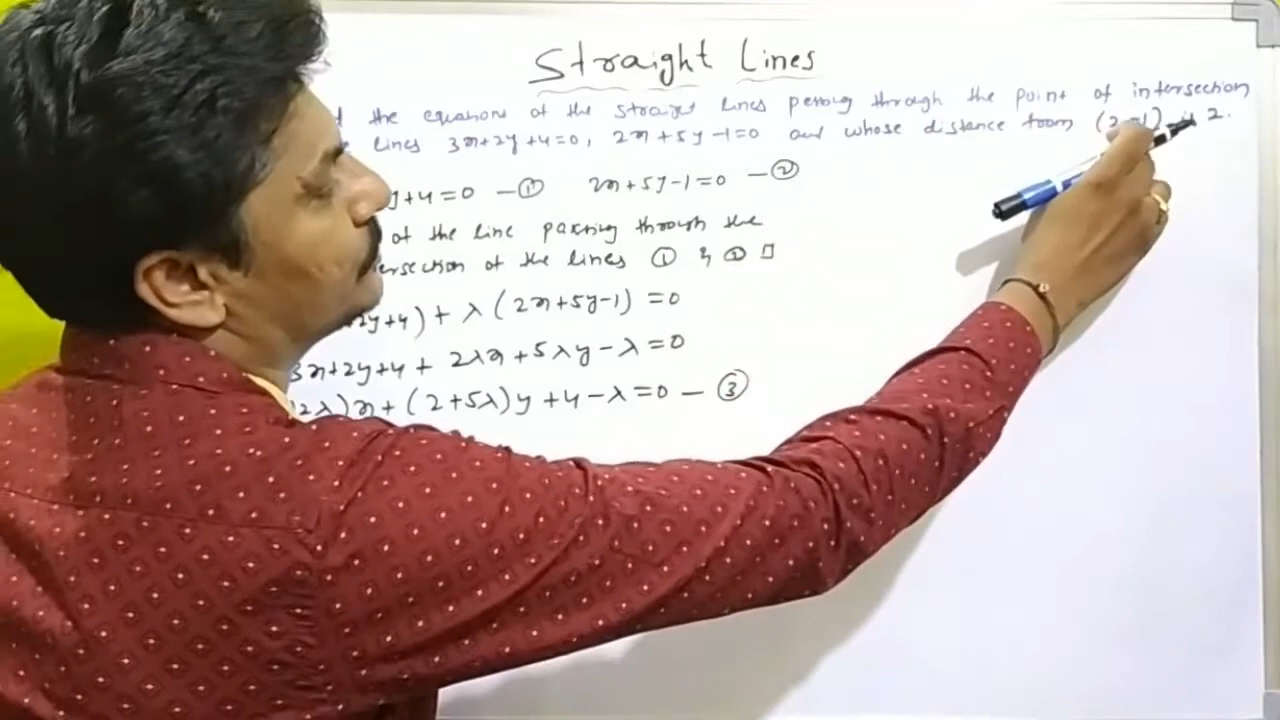 Straight Lines
the equations of the straight lines passing through the point of intersection
lines 3x+2y+4=0, 2x+5y-1=0 and whose distance from (2,-1) is 2.
y+4=0 — ① 2x+5y-1=0 — ②
of the line passing through the
ersection of the lines ① & ② is
2y+4) + λ (2x+5y-1) = 0
3x+2y+4 + 2λx + 5λy - λ = 0
2λ)x + (2+5λ)y + 4 - λ = 0 — ③